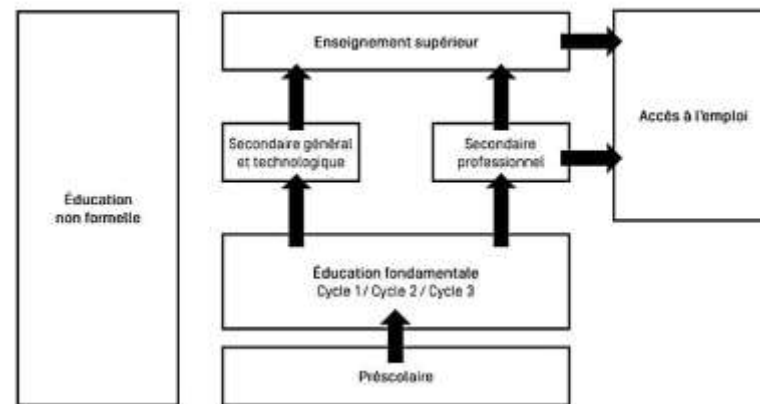 Enseignement supérieur
Accès à l'emploi
Secondaire général
et technologique
Secondaire
professionnel
Éducation
non formelle
Éducation fondamentale
Cycle 1 / Cycle 2 / Cycle 3
Préscolaire